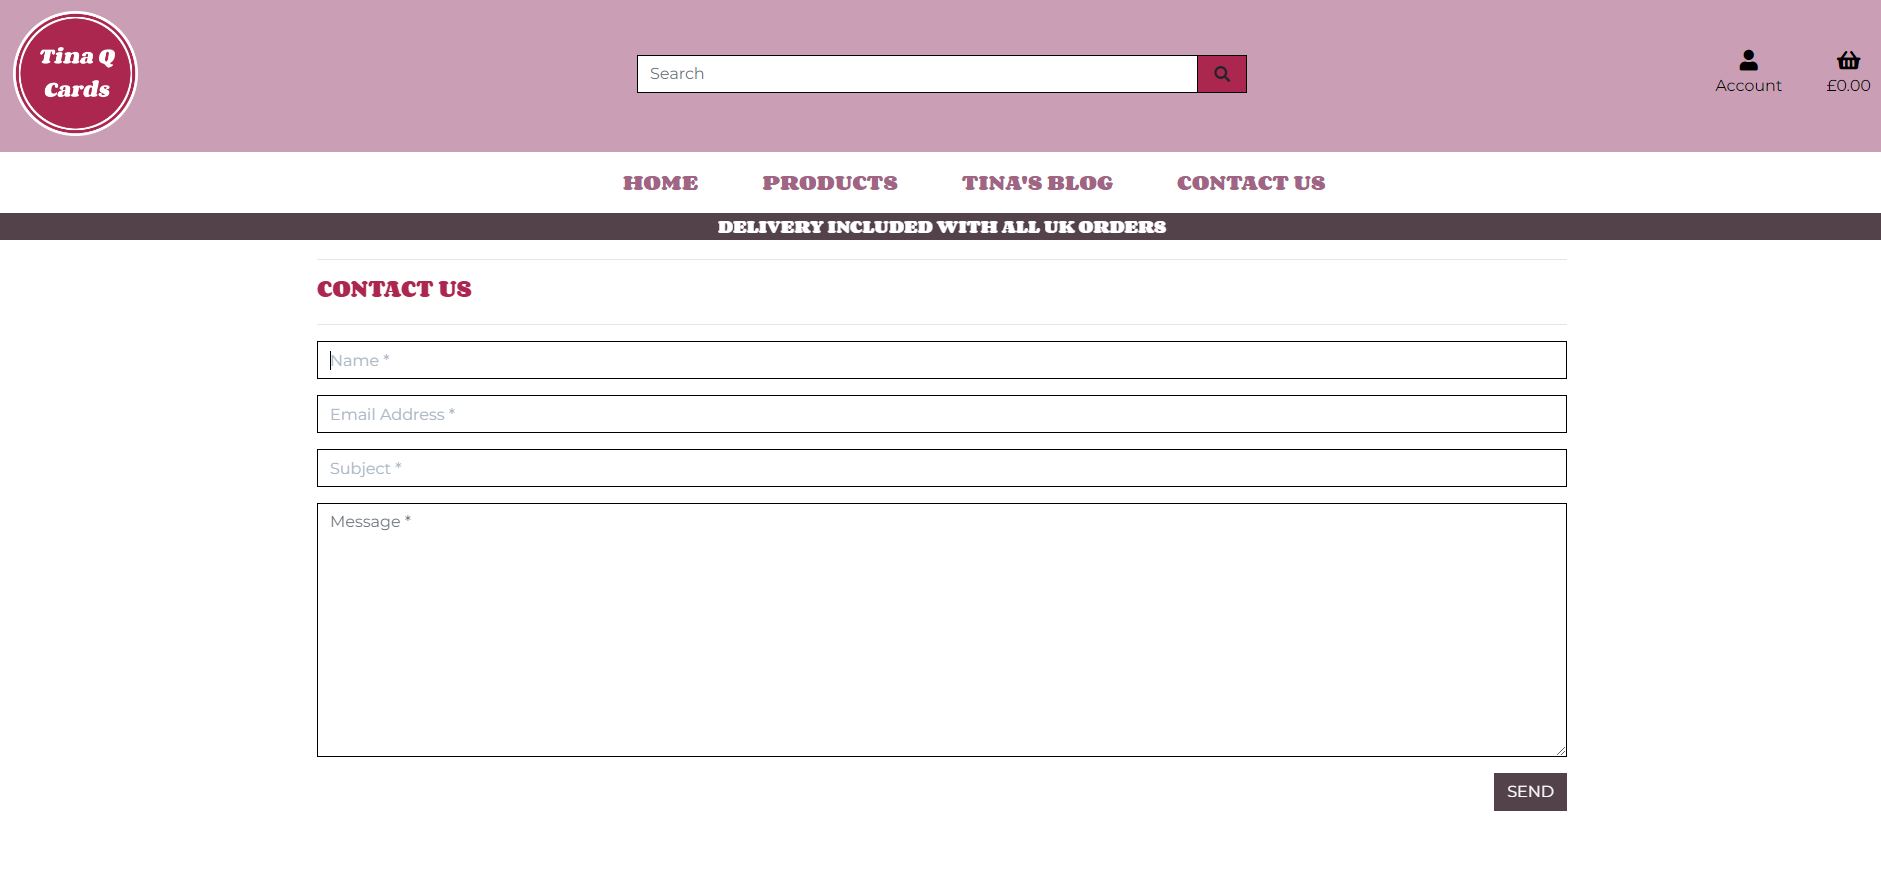 Tina Q
Cards
Search
Account
£0.00
HOME
PRODUCTS
TINA'S BLOG
CONTACT US
DELIVERY INCLUDED WITH ALL UK ORDERS
CONTACT US
Name *
Email Address *
Subject *
Message *
SEND